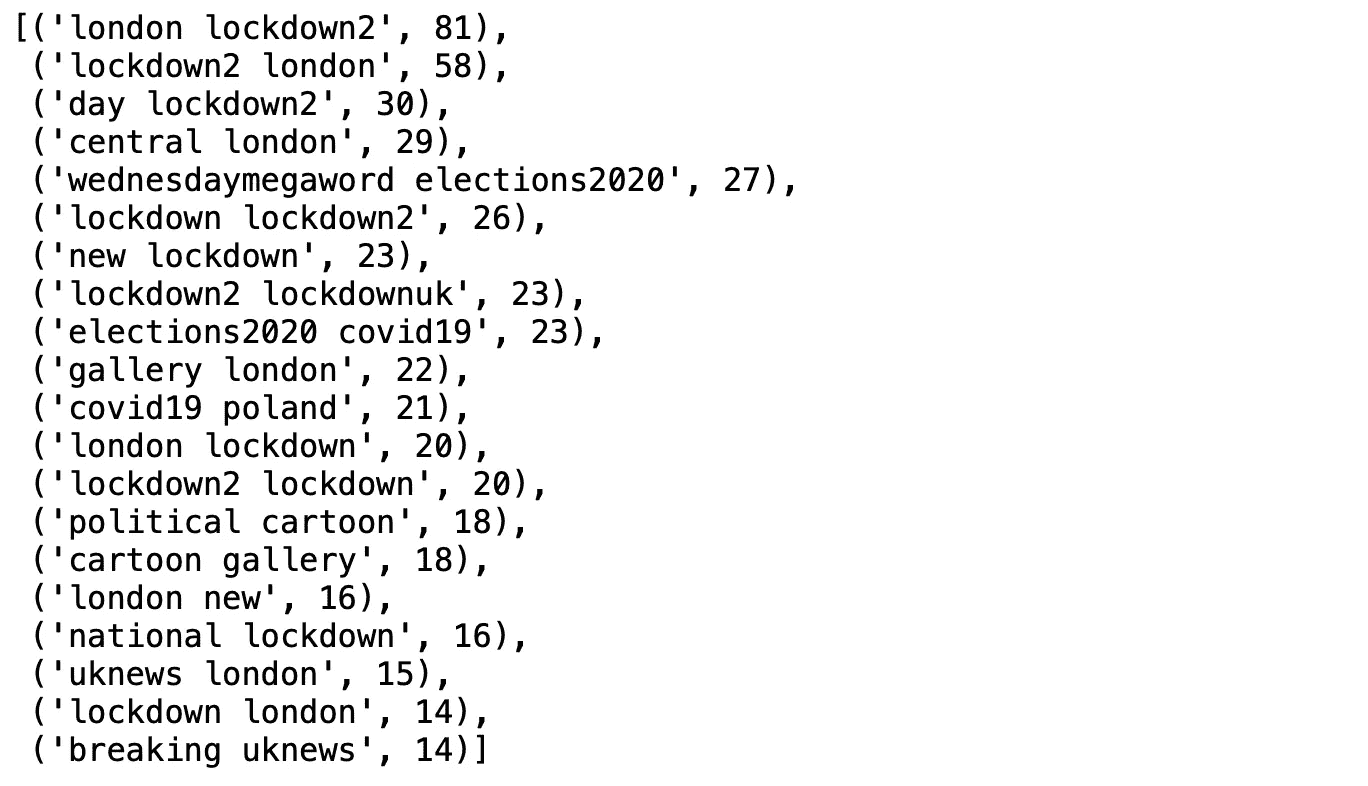 [('london lockdown2', 81),
('lockdown2 london', 58),
('day lockdown2', 30),
('central london', 29),
('wednesdaymegaword elections2020', 27),
('lockdown lockdown2', 26),
('new lockdown', 23),
('lockdown2 lockdownuk', 23),
('elections2020 covid19', 23),
('gallery london', 22),
('covid19 poland', 21),
('london lockdown', 20),
('lockdown2 lockdown', 20),
('political cartoon', 18),
('cartoon gallery', 18),
('london new', 16),
('national lockdown', 16),
('uknews london', 15),
('lockdown london', 14),
('breaking uknews', 14)]